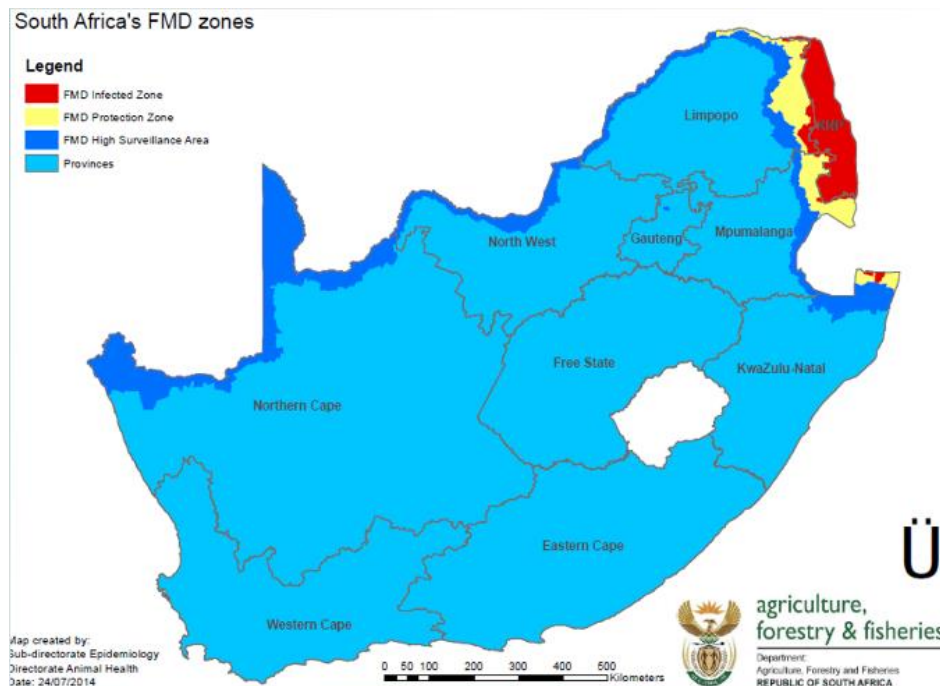 South Africa's FMD zones
Legend
FMD Infected Zone
FMD Protection Zone
FMD High Surveillance Area
Provinces
Limpopo
KNP
North West
Gauteng
Mpumalanga
Free State
KwaZulu-Natal
Northern Cape
Eastern Cape
Western Cape
Ü
Map created by:
Sub-directorate Epidemiology
Directorate Animal Health
Date: 24/07/2014
0 50 100 200 300 400 500
Kilometers
agriculture,
forestry & fisheries
Department:
Agriculture, Forestry and Fisheries
REPUBLIC OF SOUTH AFRICA